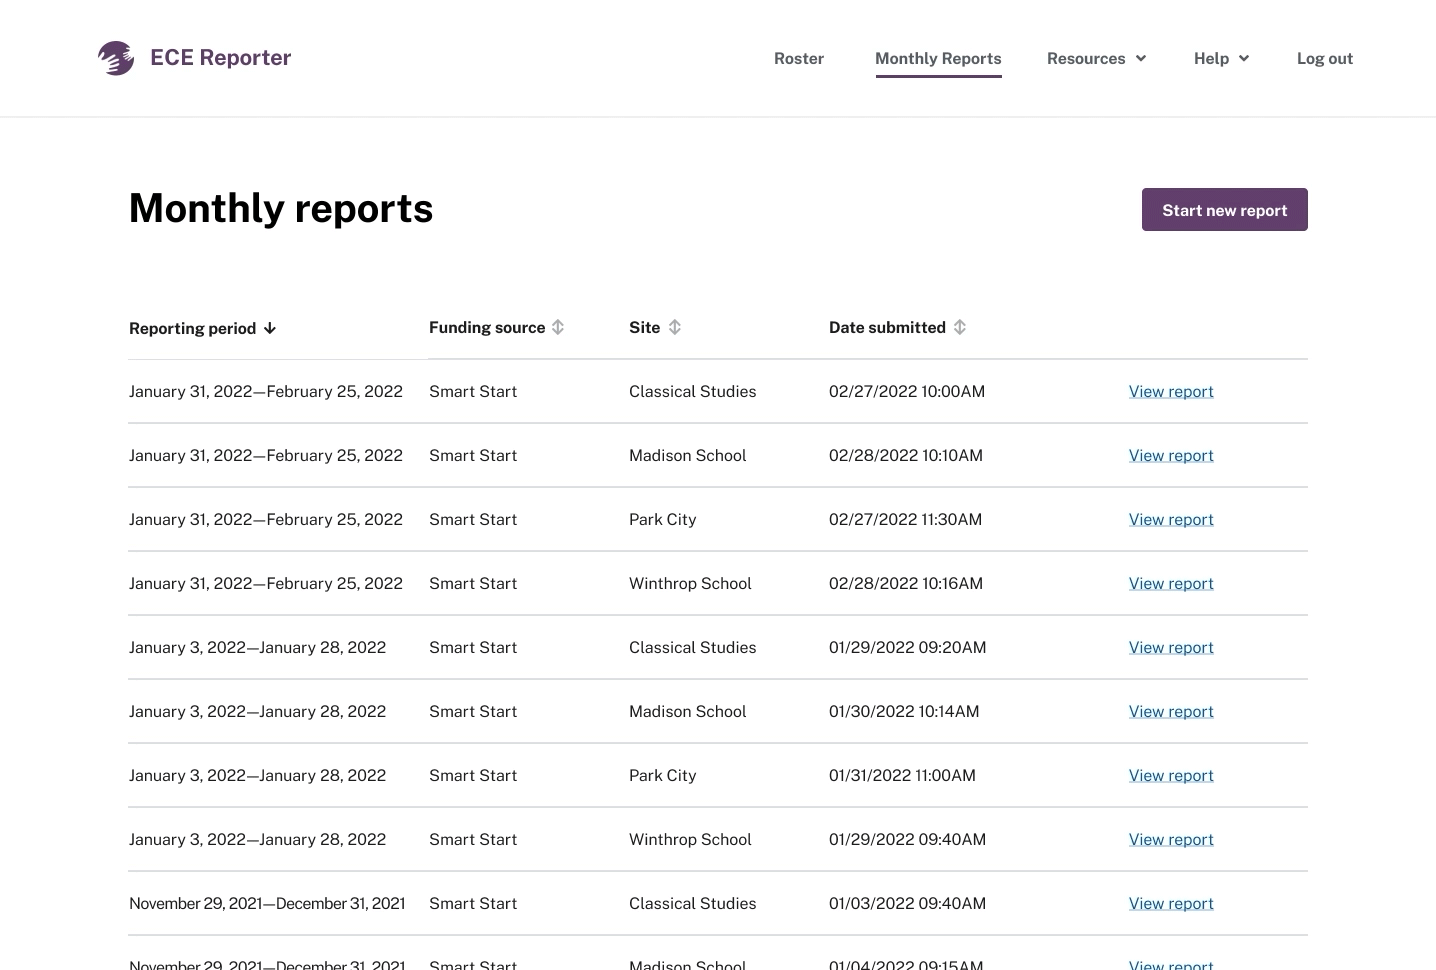 ECE Reporter Roster Monthly Reports Resources Help Log out
Monthly reports Start new report
Reporting period Funding source Site Date submitted
January 31, 2022—February 25, 2022 Smart Start Classical Studies 02/27/2022 10:00AM View report
January 31, 2022—February 25, 2022 Smart Start Madison School 02/28/2022 10:10AM View report
January 31, 2022—February 25, 2022 Smart Start Park City 02/27/2022 11:30AM View report
January 31, 2022—February 25, 2022 Smart Start Winthrop School 02/28/2022 10:16AM View report
January 3, 2022—January 28, 2022 Smart Start Classical Studies 01/29/2022 09:20AM View report
January 3, 2022—January 28, 2022 Smart Start Madison School 01/30/2022 10:14AM View report
January 3, 2022—January 28, 2022 Smart Start Park City 01/31/2022 11:00AM View report
January 3, 2022—January 28, 2022 Smart Start Winthrop School 01/29/2022 09:40AM View report
November 29, 2021—December 31, 2021 Smart Start Classical Studies 01/03/2022 09:40AM View report
November 29, 2021—December 31, 2021 Smart Start Madison School 01/04/2022 09:15AM View report